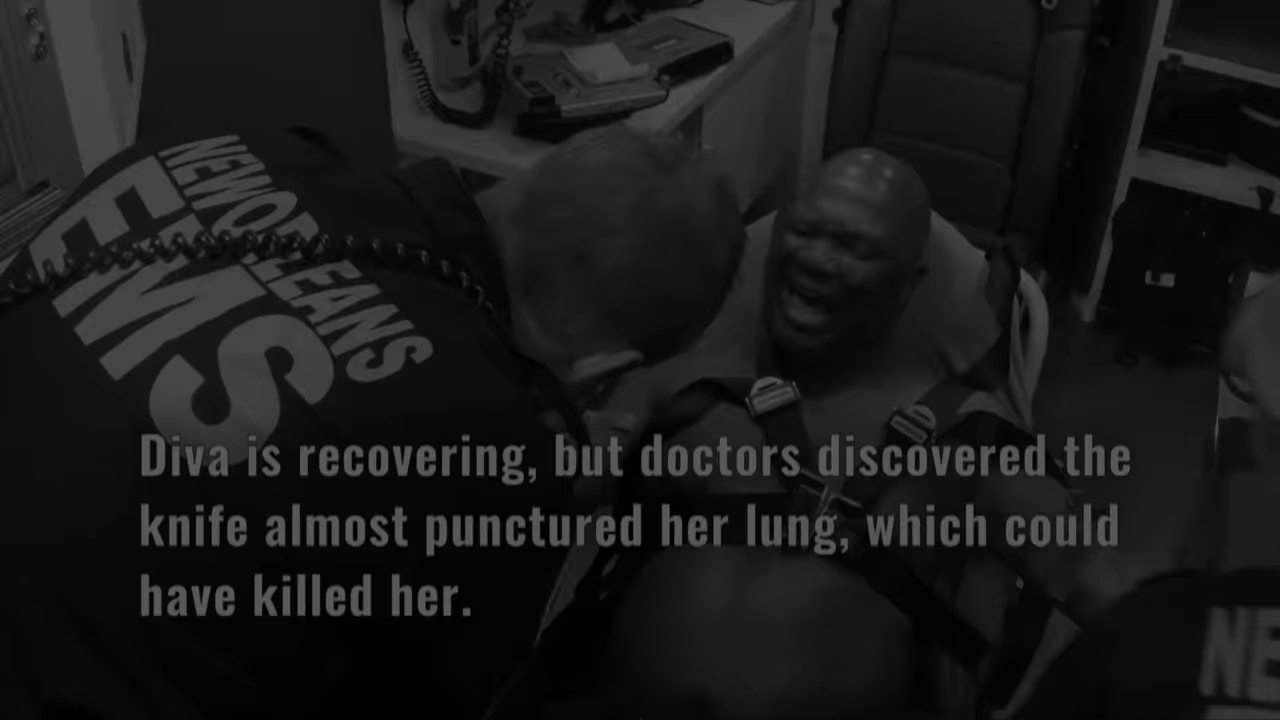 NEW ORLEANS
EMS
Diva is recovering, but doctors discovered the
knife almost punctured her lung, which could
have killed her.
NE